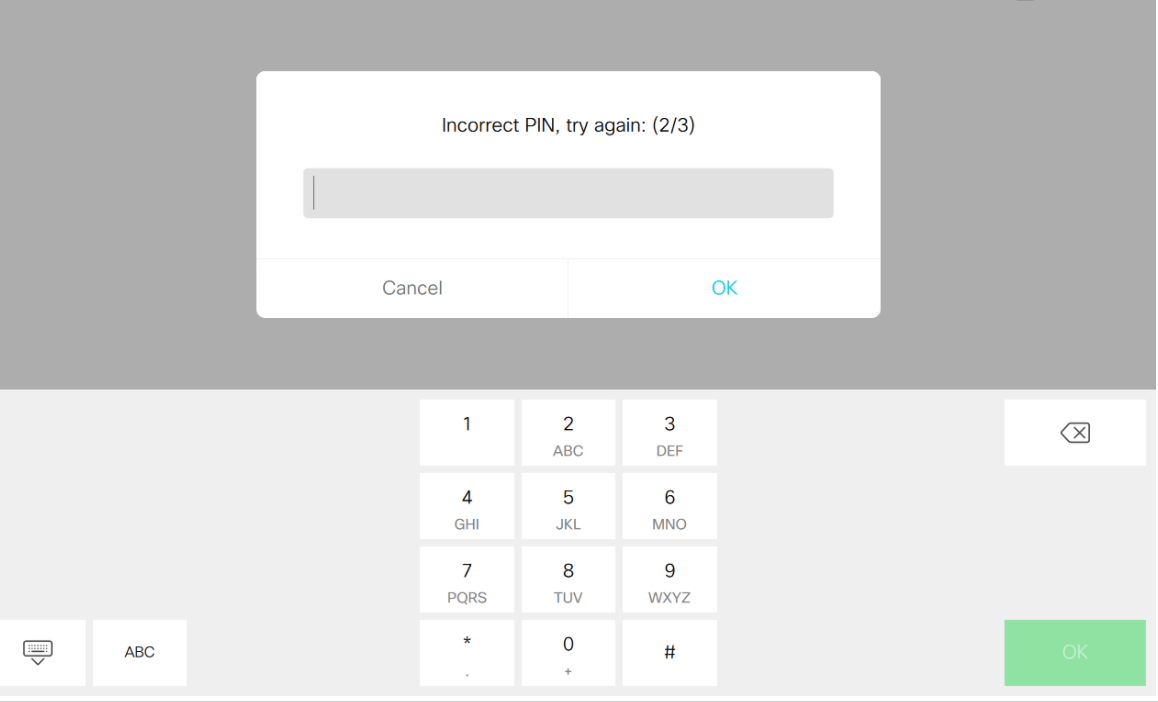 Incorrect PIN, try again: (2/3)
Cancel
OK
1
2
3
ABC
DEF
4
5
6
GHI
JKL
MNO
7
8
9
PQRS
TUV
WXYZ
ABC
*
0
#
.
+
OK